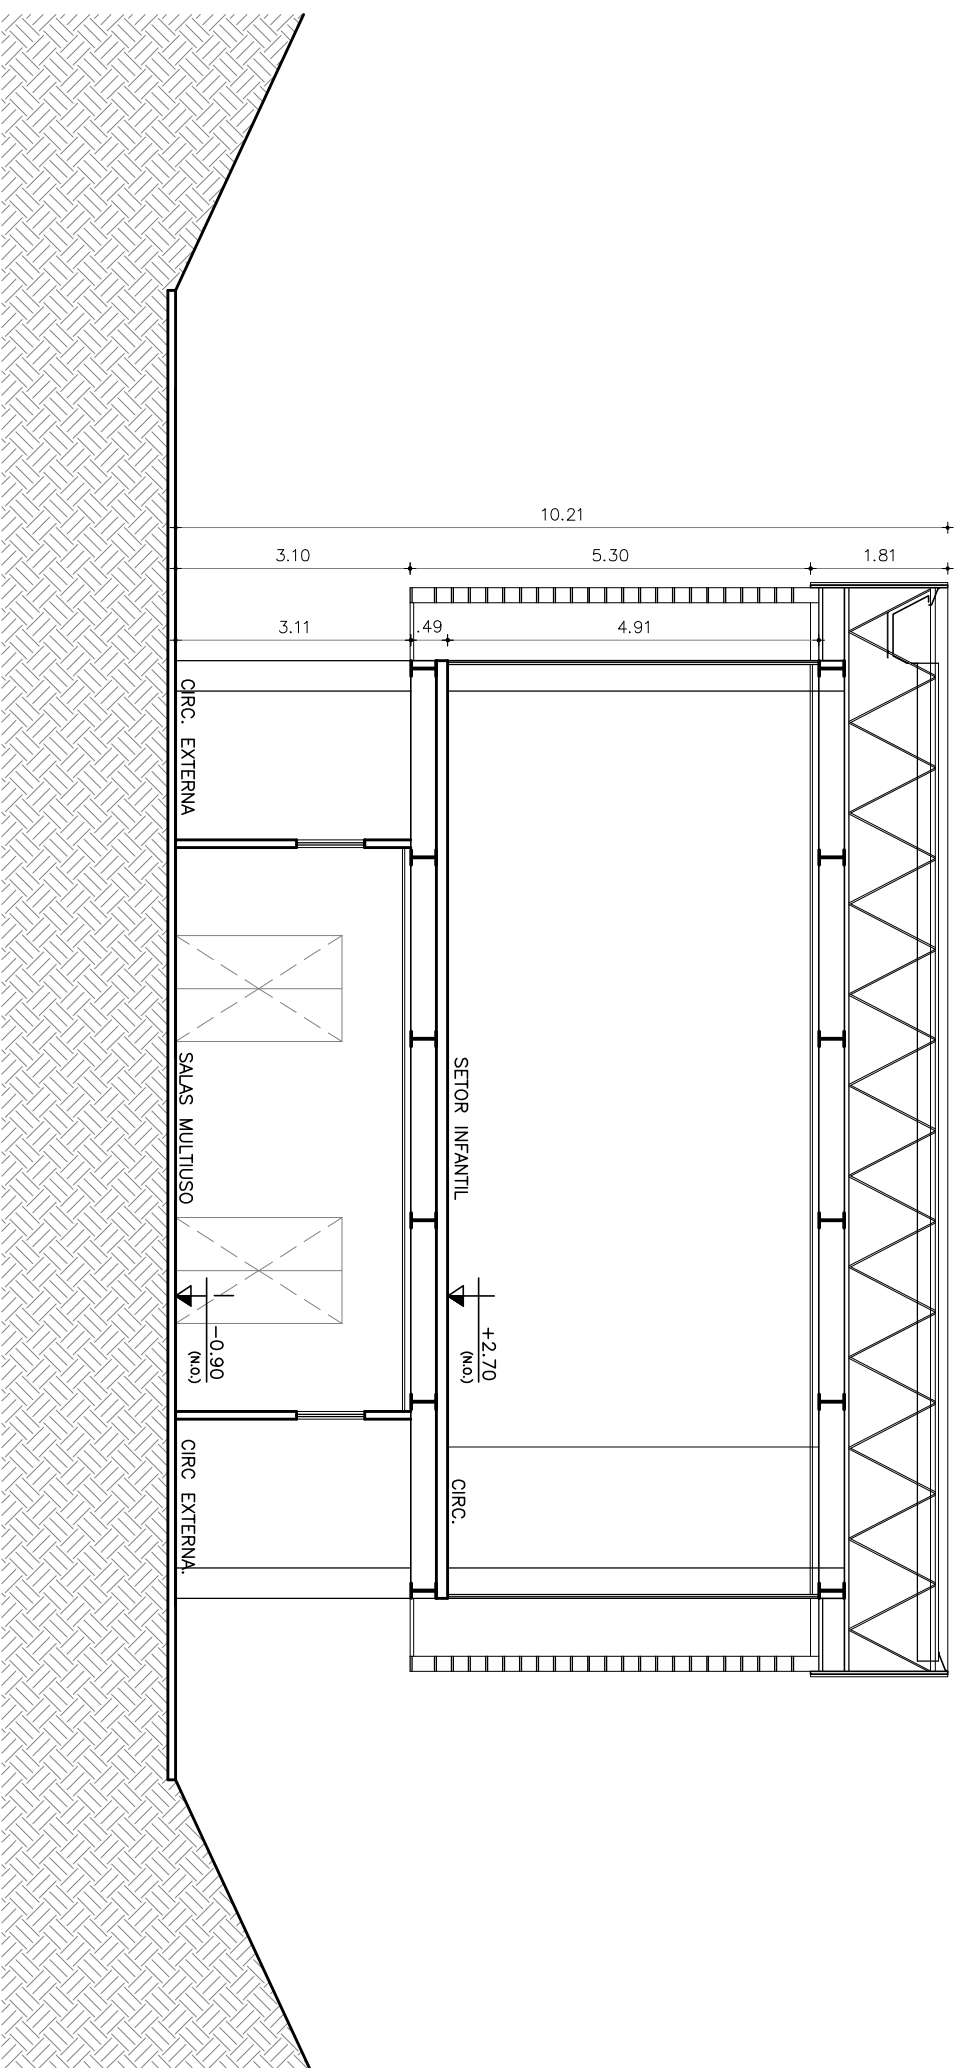 10.21
3.10
5.30
1.81
3.11
.49
4.91
CIRC. EXTERNA
SALAS MULTIUSO
SETOR INFANTIL
-0.90
(N.O.)
+2.70
(N.O.)
CIRC EXTERNA.
CIRC.